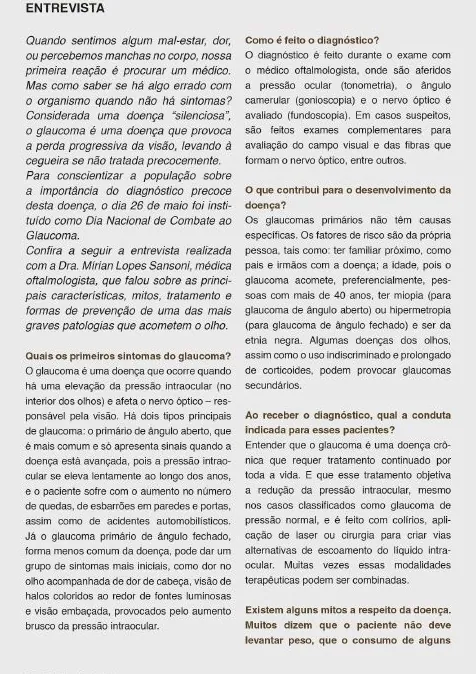 ENTREVISTA
Quando sentimos algum mal-estar, dor,
ou percebemos manchas no corpo, nossa
primeira reação é procurar um médico.
Mas como saber se há algo errado com
o organismo quando não há sintomas?
Considerada uma doença "silenciosa",
o glaucoma é uma doença que provoca
a perda progressiva da visão, levando à
cegueira se não tratada precocemente.
Para conscientizar a população sobre
a importância do diagnóstico precoce
desta doença, o dia 26 de maio foi insti-
tuído como Dia Nacional de Combate ao
Glaucoma.
Confira a seguir a entrevista realizada
com a Dra. Mirian Lopes Sansoni, médica
oftalmologista, que falou sobre as princi-
pais características, mitos, tratamento e
formas de prevenção de uma das mais
graves patologias que acometem o olho.
Quais os primeiros sintomas do glaucoma?
O glaucoma é uma doença que ocorre quando
há uma elevação da pressão intraocular (no
interior dos olhos) e afeta o nervo óptico – res-
ponsável pela visão. Há dois tipos principais
de glaucoma: o primário de ângulo aberto, que
é mais comum e só apresenta sinais quando a
doença está avançada, pois a pressão intrao-
cular se eleva lentamente ao longo dos anos,
e o paciente sofre com o aumento no número
de quedas, de esbarrões em paredes e portas,
assim como de acidentes automobilísticos.
Já o glaucoma primário de ângulo fechado,
forma menos comum da doença, pode dar um
grupo de sintomas mais iniciais, como dor no
olho acompanhada de dor de cabeça, visão de
halos coloridos ao redor de fontes luminosas
e visão embaçada, provocados pelo aumento
brusco da pressão intraocular.
Como é feito o diagnóstico?
O diagnóstico é feito durante o exame com
o médico oftalmologista, onde são aferidos
a pressão ocular (tonometria), o ângulo
camerular (gonioscopia) e o nervo óptico é
avaliado (fundoscopia). Em casos suspeitos,
são feitos exames complementares para
avaliação do campo visual e das fibras que
formam o nervo óptico, entre outros.
O que contribui para o desenvolvimento da
doença?
Os glaucomas primários não têm causas
específicas. Os fatores de risco são da própria
pessoa, tais como: ter familiar próximo, como
pais e irmãos com a doença; a idade, pois o
glaucoma acomete, preferencialmente, pes-
soas com mais de 40 anos, ter miopia (para
glaucoma de ângulo aberto) ou hipermetropia
(para glaucoma de ângulo fechado) e ser da
etnia negra. Algumas doenças dos olhos,
assim como o uso indiscriminado e prolongado
de corticoides, podem provocar glaucomas
secundários.
Ao receber o diagnóstico, qual a conduta
indicada para esses pacientes?
Entender que o glaucoma é uma doença crô-
nica que requer tratamento continuado por
toda a vida. E que esse tratamento objetiva
a redução da pressão intraocular, mesmo
nos casos classificados como glaucoma de
pressão normal, e é feito com colírios, apli-
cação de laser ou cirurgia para criar vias
alternativas de escoamento do líquido intra-
ocular. Muitas vezes essas modalidades
terapêuticas podem ser combinadas.
Existem alguns mitos a respeito da doença.
Muitos dizem que o paciente não deve
levantar peso, que o consumo de alguns